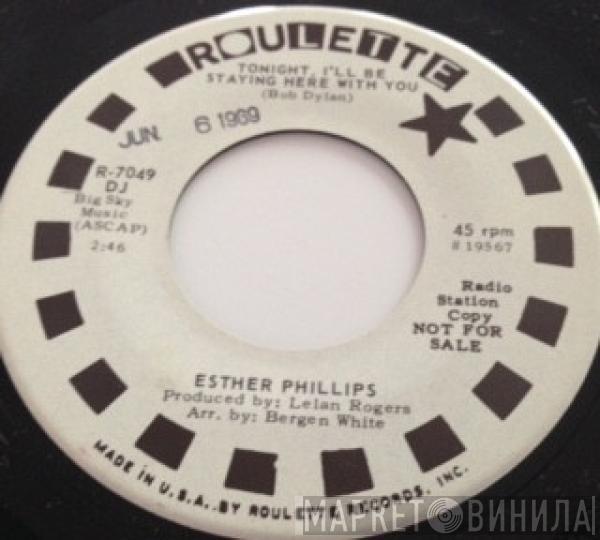 ROULETTE
TONIGHT, I'LL BE
STAYING HERE WITH YOU
(Bob Dylan)
JUN. 6 1969
R-7049
DJ
Big Sky
Music
(ASCAP)
2:46
45 rpm
# 19567
Radio
Station
Copy
NOT FOR
SALE
ESTHER PHILLIPS
Produced by: Lelan Rogers
Arr. by: Bergen White
MADE IN U.S.A..BY ROULETTE RECORDS, INC.
МАРКЕТ ВИНИЛА